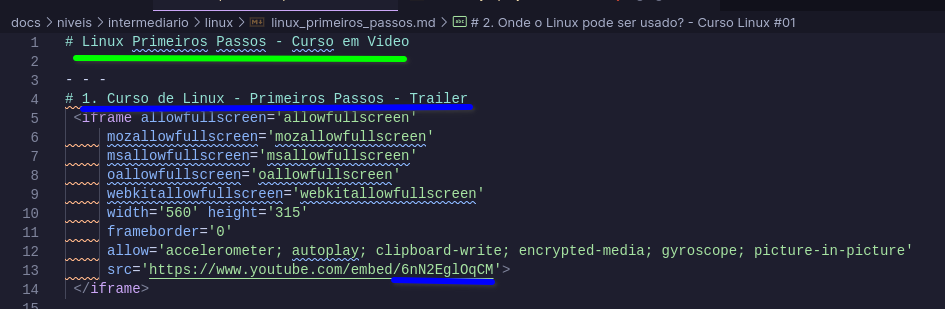 docs > niveis > intermediario > linux > linux_primeiros_passos.md > # 2. Onde o Linux pode ser usado? - Curso Linux #01
1 # Linux Primeiros Passos - Curso em Video
2
3 - - -
4 # 1. Curso de Linux - Primeiros Passos - Trailer
5 <iframe allowfullscreen='allowfullscreen'
6 mozallowfullscreen='mozallowfullscreen'
7 msallowfullscreen='msallowfullscreen'
8 oallowfullscreen='oallowfullscreen'
9 webkitallowfullscreen='webkitallowfullscreen'
10 width='560' height='315'
11 frameborder='0'
12 allow='accelerometer; autoplay; clipboard-write; encrypted-media; gyroscope; picture-in-picture'
13 src='https://www.youtube.com/embed/6nN2EglOqCM'>
14 </iframe>
15